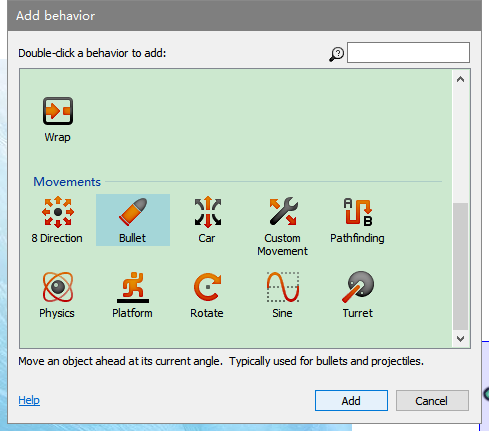 Add behavior
Double-click a behavior to add:
Wrap
Movements
8 Direction
Bullet
Car
Custom
Movement
Pathfinding
A
B
Physics
Platform
Rotate
Sine
Turret
Move an object ahead at its current angle. Typically used for bullets and projectiles.
Help
Add
Cancel